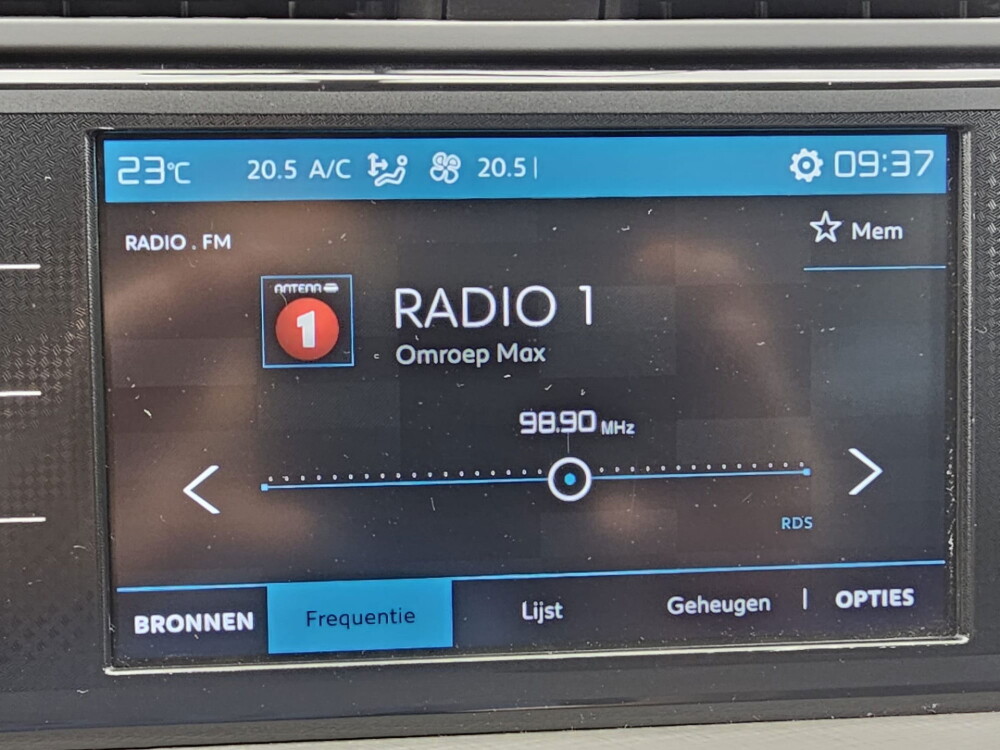 23°C 20.5 A/C 20.5 09:37
RADIO . FM
Mem
ANTENA
1
RADIO 1
Omroep Max
98.90 MHz
RDS
BRONNEN Frequentie Lijst Geheugen | OPTIES